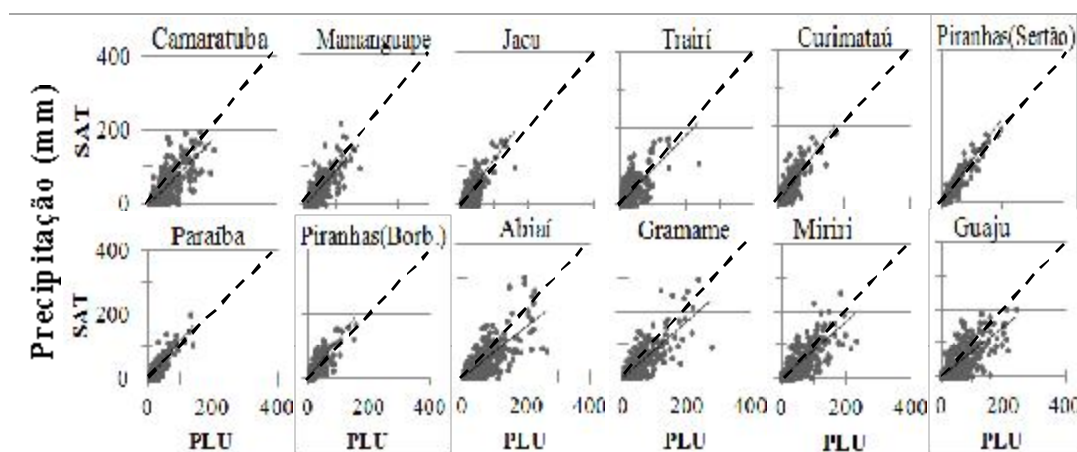 Camaratuba Mamanguape Jacu Trairí Curimataú Piranhas(Sertão)
400
200
0
Precipitação (mm)
SAT
Paraíba Piranhas(Borb.) Abiaí Gramame Miriri Guajú
400
200
0
SAT
0 200 400 0 200 400 0 200 400 0 200 400 0 200 400 0 200 400
PLU PLU PLU PLU PLU PLU